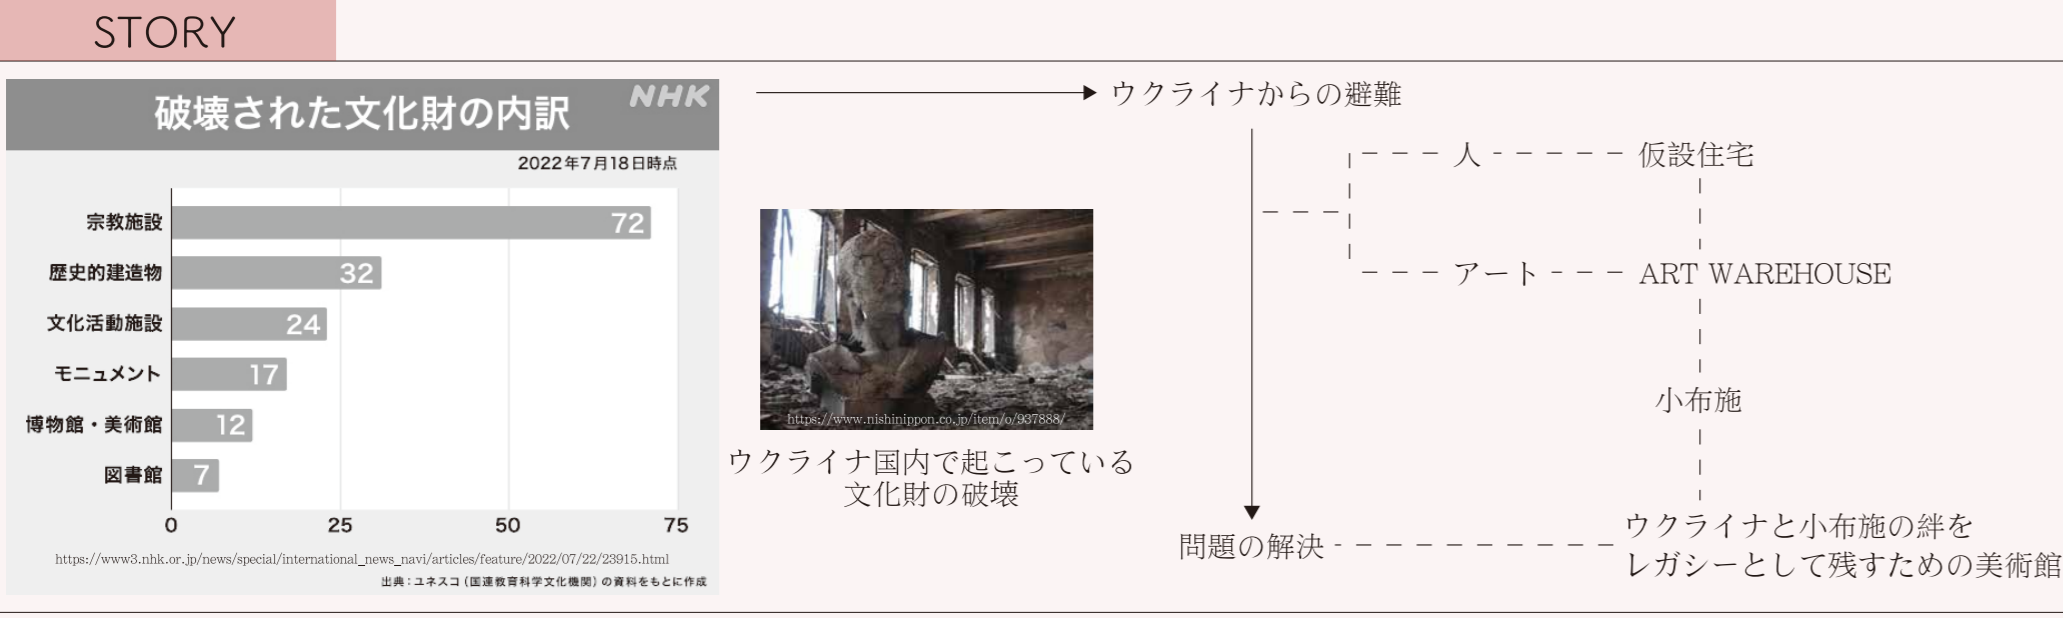 STORY
破壊された文化財の内訳
NHK
2022年7月18日時点
宗教施設
72
歴史的建造物
32
文化活動施設
24
モニュメント
17
博物館・美術館
12
図書館
7
0 25 50 75
https://www3.nhk.or.jp/news/special/international_news_navi/articles/feature/2022/07/22/23915.html
出典：ユネスコ（国連教育科学文化機関）の資料をもとに作成
https://www.nishinippon.co.jp/item/o/937888/
ウクライナ国内で起こっている
文化財の破壊
ウクライナからの避難
人
仮設住宅
アート
ART WAREHOUSE
小布施
問題の解決
ウクライナと小布施の絆を
レガシーとして残すための美術館